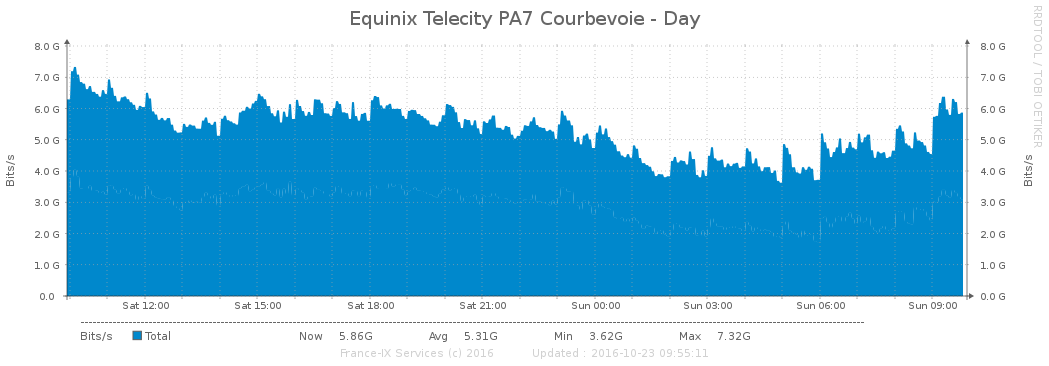 Equinix Telecity PA7 Courbevoie - Day
RRDTOOL / TOBI OETIKER
8.0 G 8.0 G
7.0 G 7.0 G
6.0 G 6.0 G
5.0 G 5.0 G
4.0 G 4.0 G
3.0 G 3.0 G
2.0 G 2.0 G
1.0 G 1.0 G
0.0 0.0 G
Bits/s Bits/s
Sat 12:00 Sat 15:00 Sat 18:00 Sat 21:00 Sun 00:00 Sun 03:00 Sun 06:00 Sun 09:00
Bits/s Total Now 5.86G Avg 5.31G Min 3.62G Max 7.32G
France-IX Services (c) 2016 Updated : 2016-10-23 09:55:11